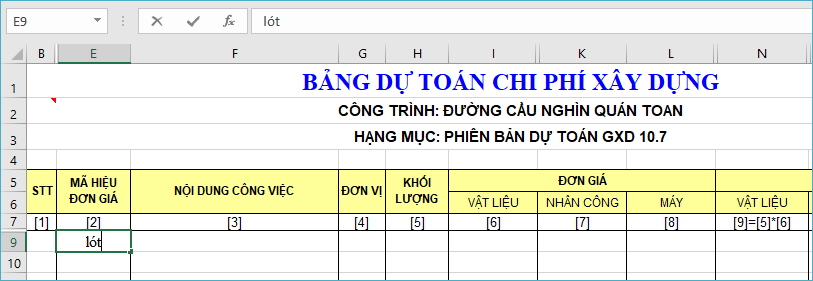 E9 lót
B E F G H I K L N
1 BẢNG DỰ TOÁN CHI PHÍ XÂY DỰNG
2 CÔNG TRÌNH: ĐƯỜNG CẦU NGHÌN QUÁN TOAN
3 HẠNG MỤC: PHIÊN BẢN DỰ TOÁN GXD 10.7
4
5 STT MÃ HIỆU ĐƠN GIÁ NỘI DUNG CÔNG VIỆC ĐƠN VỊ KHỐI LƯỢNG ĐƠN GIÁ
6 VẬT LIỆU NHÂN CÔNG MÁY VẬT LIỆU
7 [1] [2] [3] [4] [5] [6] [7] [8] [9]=[5]*[6]
9 lót
10